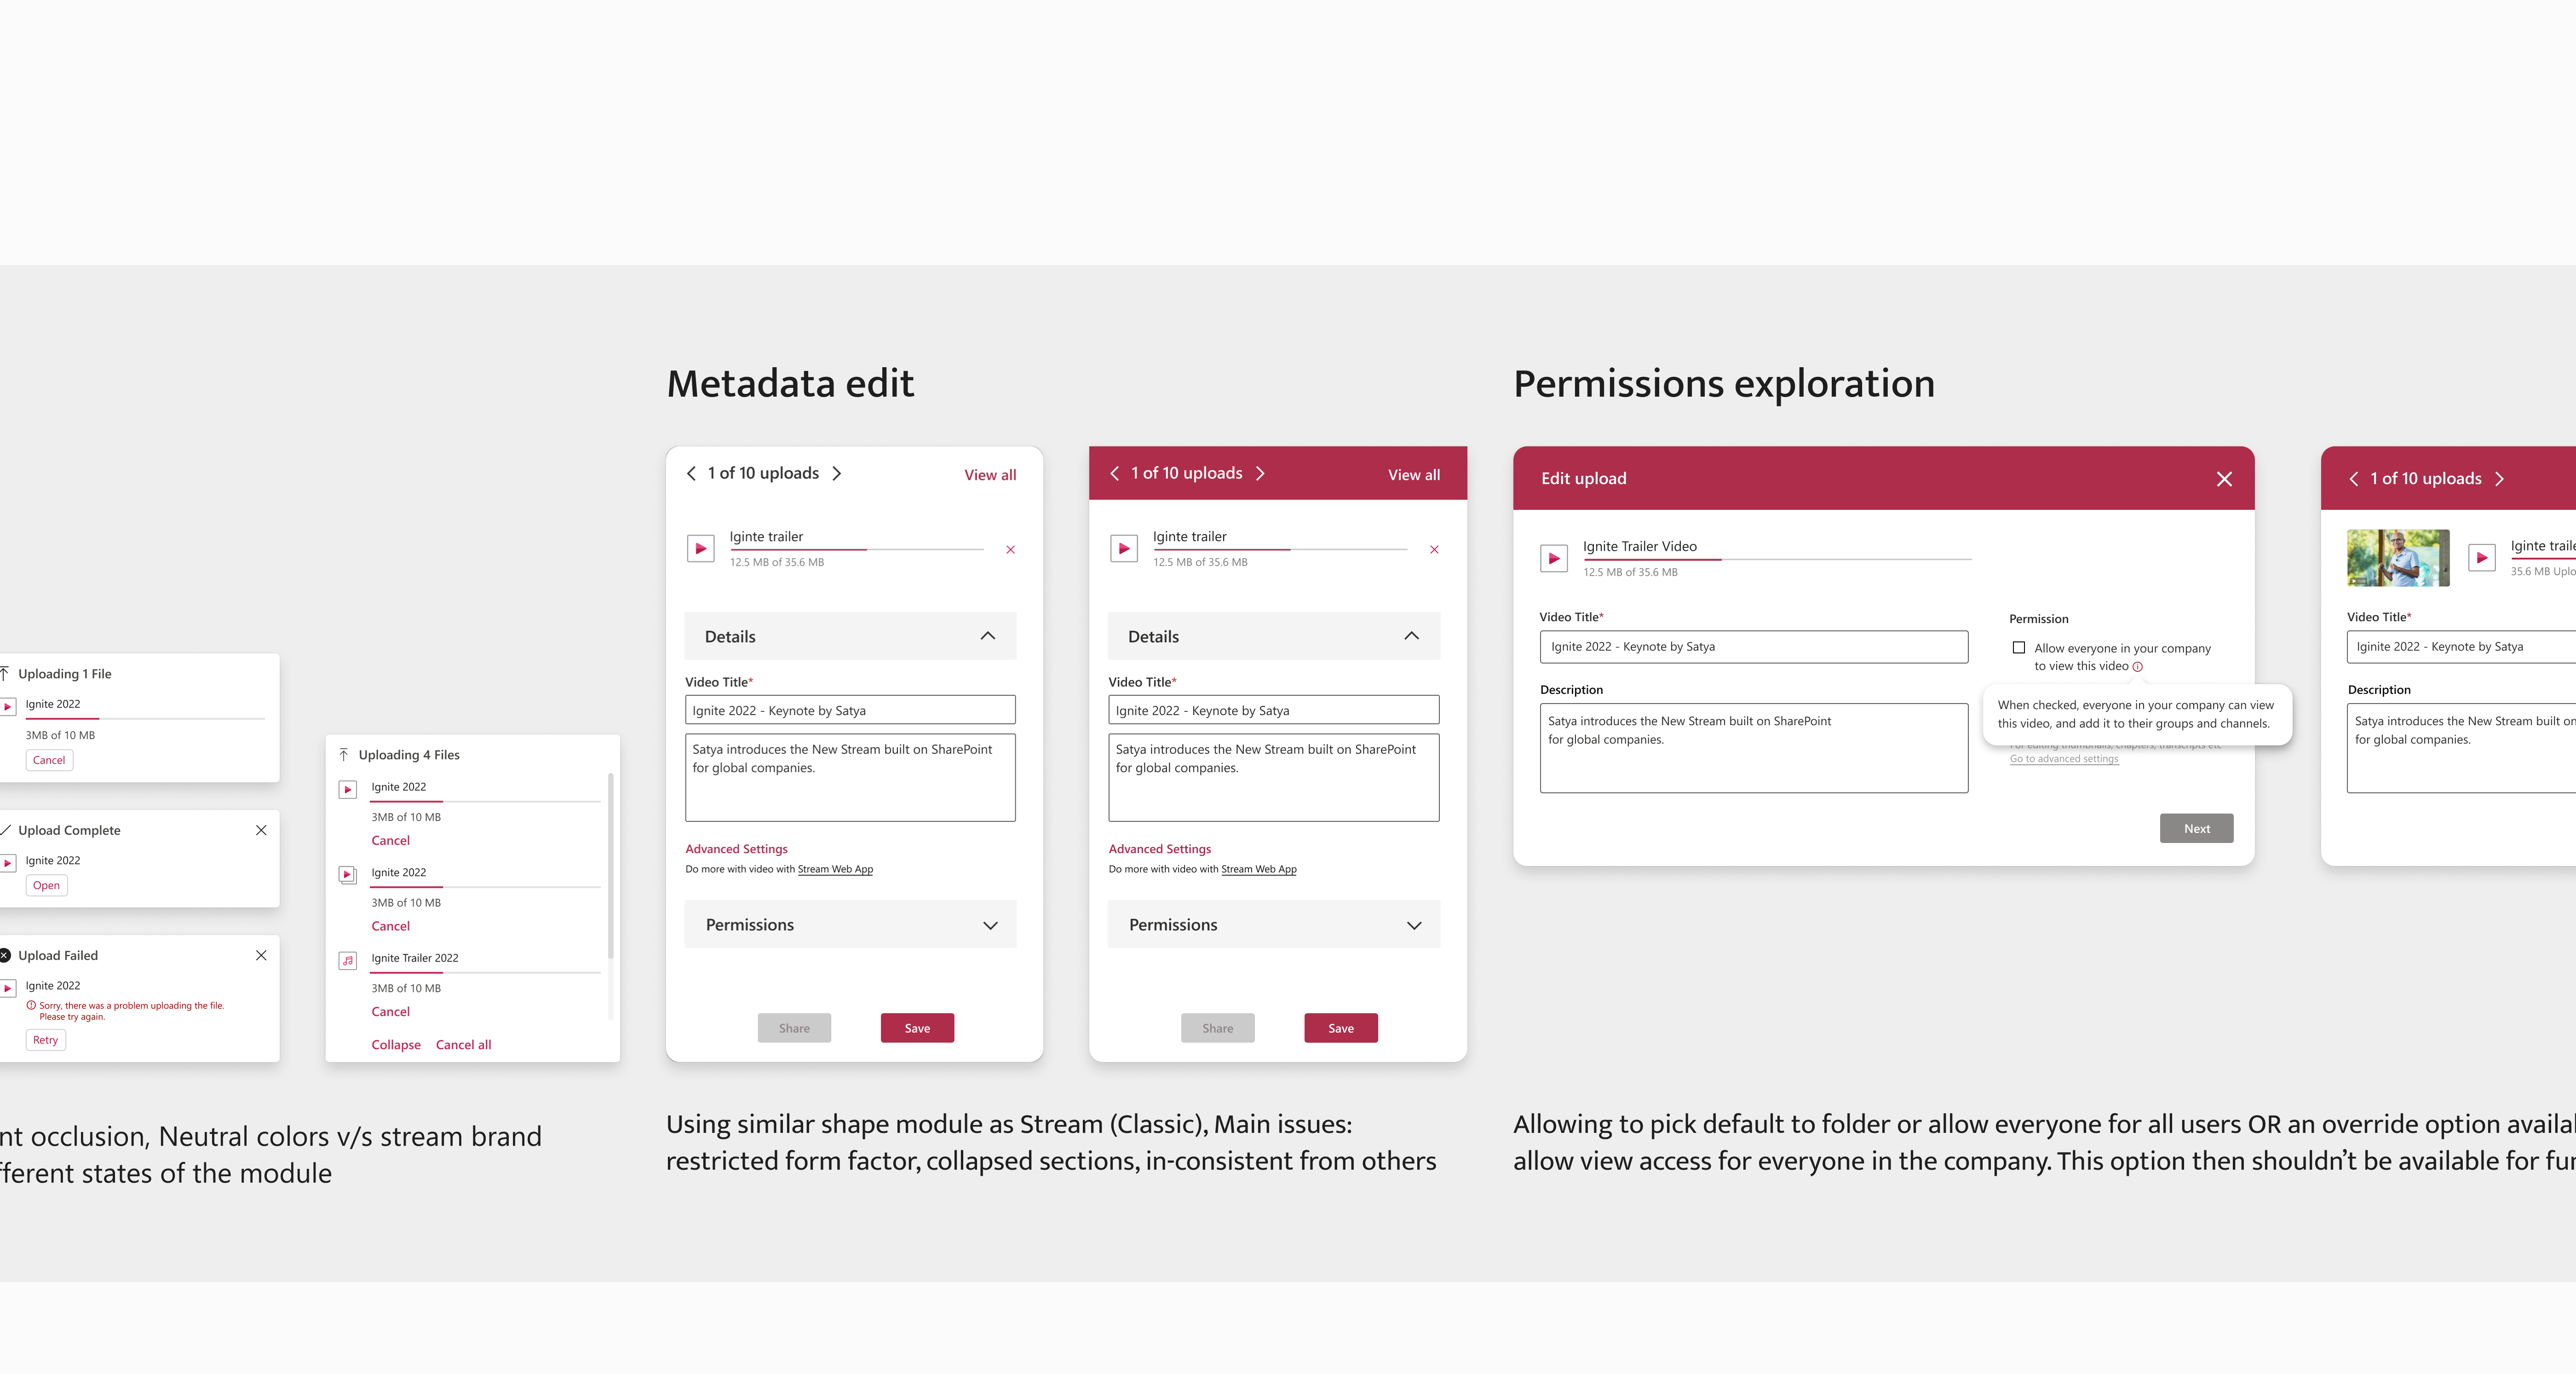 Uploading 1 File
Ignite 2022
3MB of 10 MB
Cancel
Upload Complete
Ignite 2022
Open
Upload Failed
Ignite 2022
Sorry, there was a problem uploading the file.
Please try again.
Retry
Uploading 4 Files
Ignite 2022
3MB of 10 MB
Cancel
Ignite 2022
3MB of 10 MB
Cancel
Ignite Trailer 2022
3MB of 10 MB
Cancel
Collapse Cancel all
occlusion, Neutral colors v/s stream brand
states of the module
Metadata edit
1 of 10 uploads View all
Iginte trailer
12.5 MB of 35.6 MB
Details
Video Title*
Ignite 2022 - Keynote by Satya
Satya introduces the New Stream built on SharePoint
for global companies.
Advanced Settings
Do more with video with Stream Web App
Permissions
Share Save
1 of 10 uploads View all
Iginte trailer
12.5 MB of 35.6 MB
Details
Video Title*
Ignite 2022 - Keynote by Satya
Satya introduces the New Stream built on SharePoint
for global companies.
Advanced Settings
Do more with video with Stream Web App
Permissions
Share Save
Using similar shape module as Stream (Classic), Main issues:
restricted form factor, collapsed sections, in-consistent from others
Permissions exploration
Edit upload
Ignite Trailer Video
12.5 MB of 35.6 MB
Video Title*
Ignite 2022 - Keynote by Satya
Description
Satya introduces the New Stream built on SharePoint
for global companies.
Permission
Allow everyone in your company
to view this video
When checked, everyone in your company can view
this video, and add it to their groups and channels.
For editing thumbnails, chapters, transcripts etc
Go to advanced settings
Next
1 of 10 uploads
Iginte
35.6 MB
Video Title*
Iginite 2022 - Keynote by Satya
Description
Satya introduces the New Stream built on
for global companies.
Allowing to pick default to folder or allow everyone for all users OR an override option
allow view access for everyone in the company. This option then shouldn't be available for